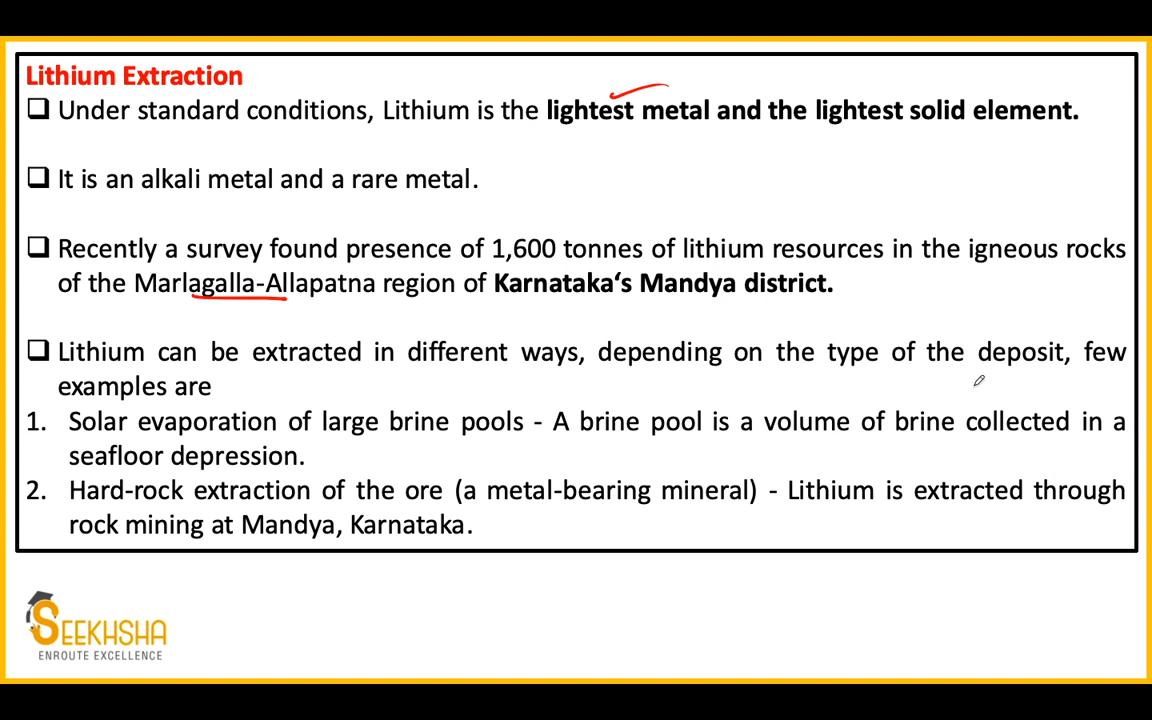 Lithium Extraction
❑ Under standard conditions, Lithium is the lightest metal and the lightest solid element.
❑ It is an alkali metal and a rare metal.
❑ Recently a survey found presence of 1,600 tonnes of lithium resources in the igneous rocks
of the Marlagalla-Allapatna region of Karnataka‘s Mandya district.
❑ Lithium can be extracted in different ways, depending on the type of the deposit, few
examples are
1. Solar evaporation of large brine pools - A brine pool is a volume of brine collected in a
seafloor depression.
2. Hard-rock extraction of the ore (a metal-bearing mineral) - Lithium is extracted through
rock mining at Mandya, Karnataka.
SEEKHSHA
ENROUTE EXCELLENCE